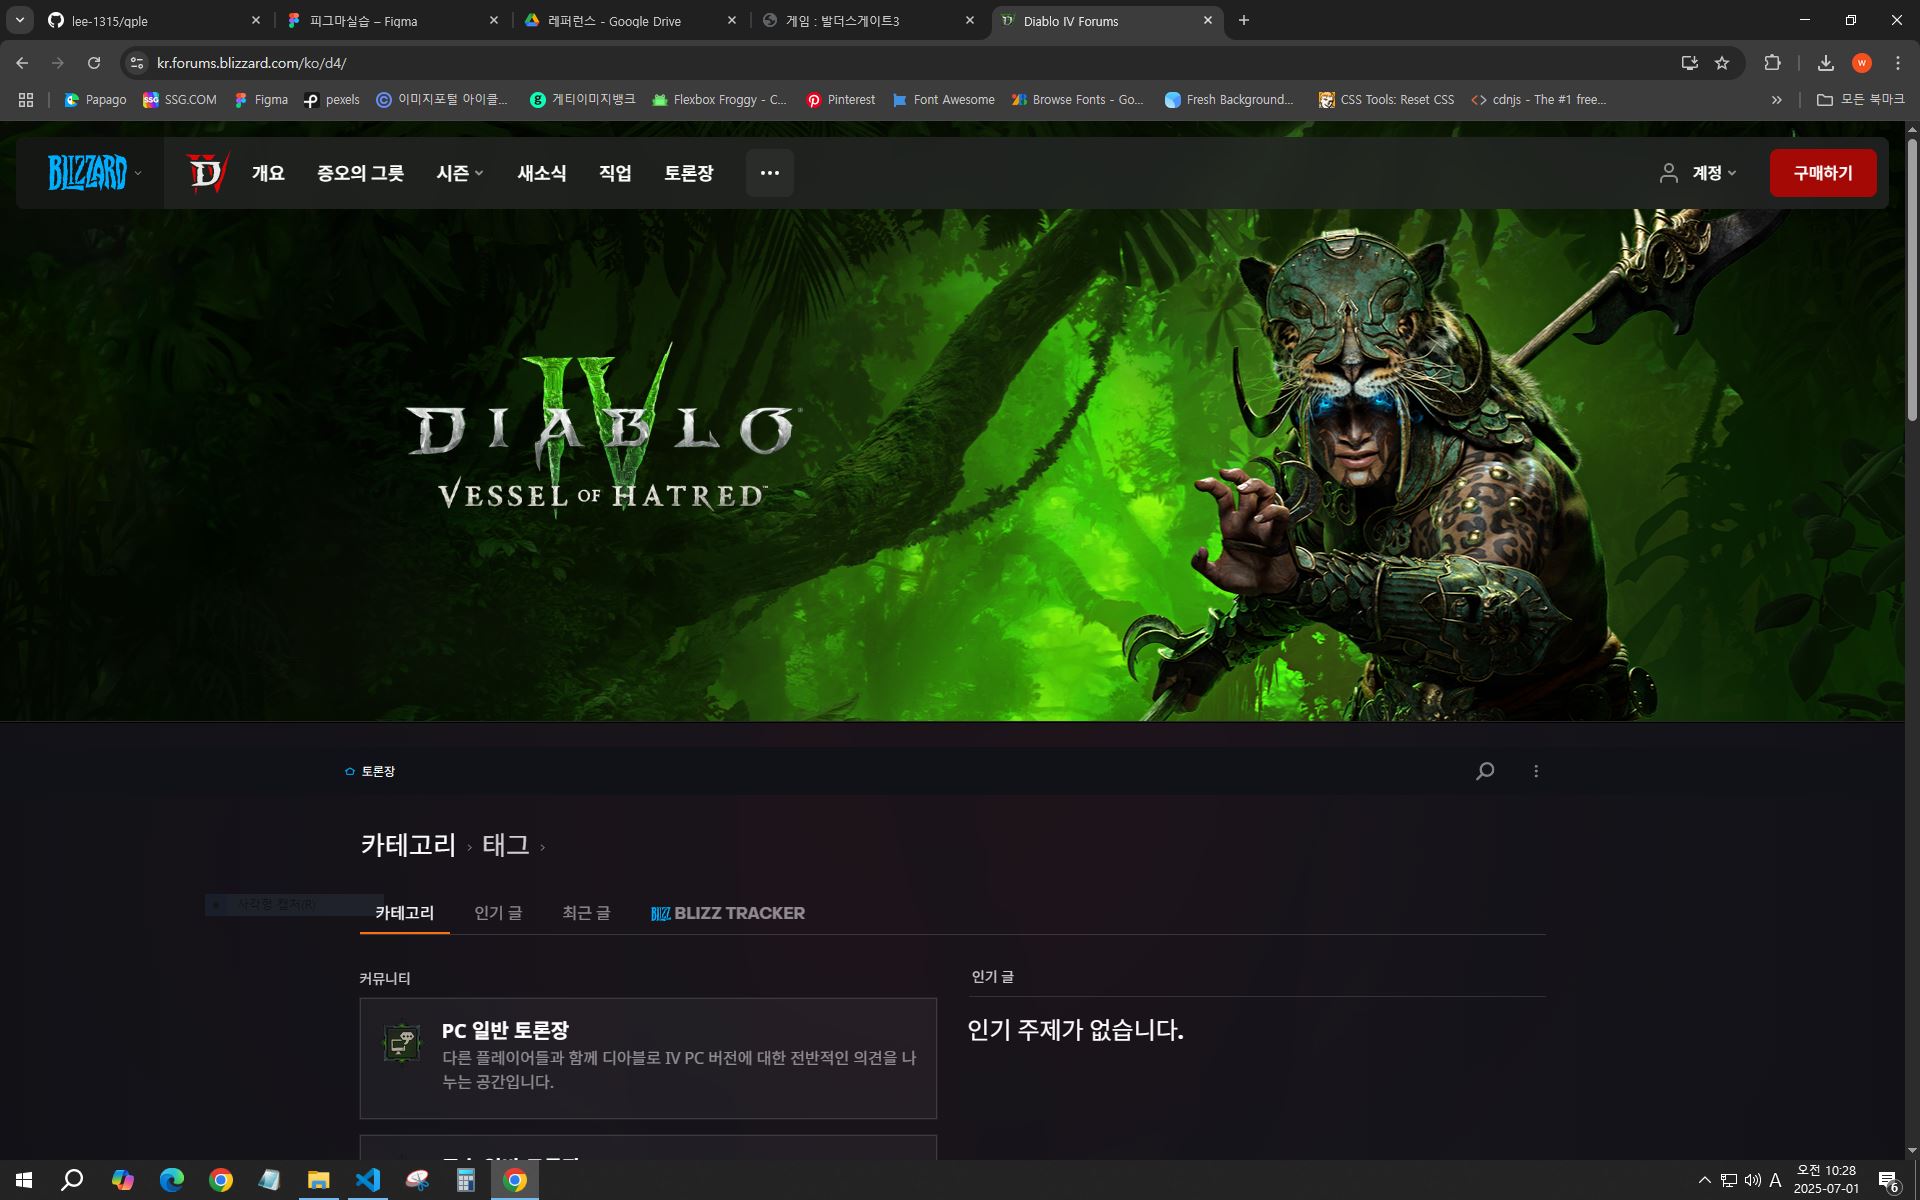 lee-1315/qple
피그마실습 – Figma
레퍼런스 - Google Drive
게임 : 발더스게이트3
Diablo IV Forums
kr.forums.blizzard.com/ko/d4/
Papago
SSG.COM
Figma
pexels
이미지포털 아이클...
게티이미지뱅크
Flexbox Froggy - C...
Pinterest
Font Awesome
Browse Fonts - Go...
Fresh Background...
CSS Tools: Reset CSS
cdnjs - The #1 free...
모든 북마크
BLIZZARD
개요
증오의 그릇
시즌
새소식
직업
토론장
계정
구매하기
IV
DIABLO
VESSEL OF HATRED™
토론장
카테고리 › 태그 ›
사각형 캡처(R)
카테고리
인기 글
최근 글
BLIZZ TRACKER
커뮤니티
인기 글
PC 일반 토론장
다른 플레이어들과 함께 디아블로 IV PC 버전에 대한 전반적인 의견을 나
누는 공간입니다.
인기 주제가 없습니다.
A
오전 10:28
2025-07-01
6